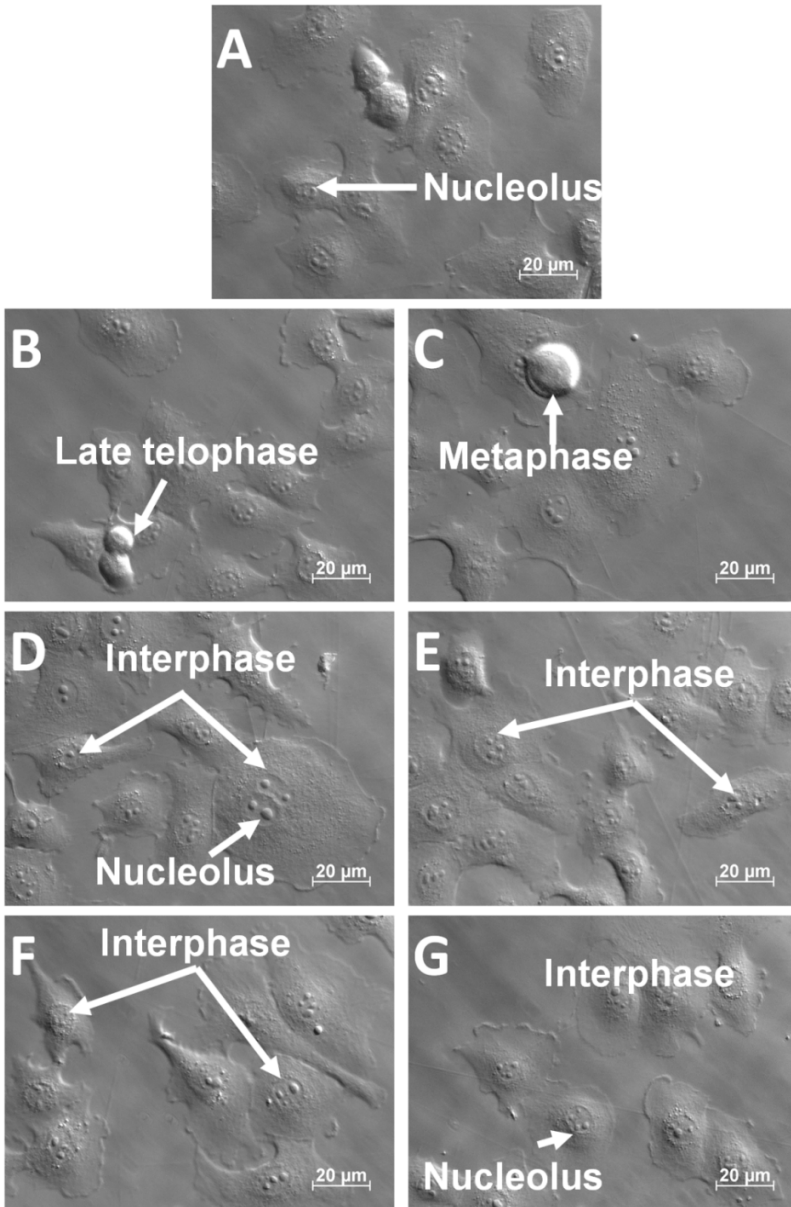 A
Nucleolus
20 µm
B
Late telophase
20 µm
C
Metaphase
20 µm
D
Interphase
Nucleolus
20 µm
E
Interphase
20 µm
F
Interphase
20 µm
G
Interphase
Nucleolus
20 µm